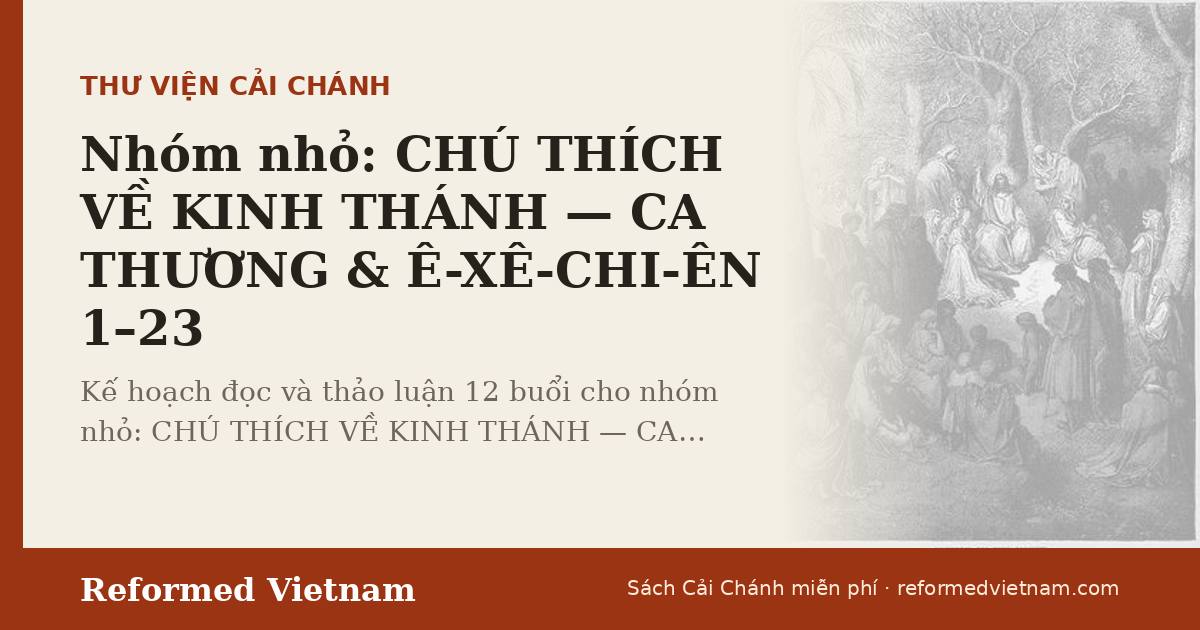 THƯ VIỆN CẢI CHÁNH
Nhóm nhỏ: CHÚ THÍCH
VỀ KINH THÁNH — CA
THƯƠNG & Ê-XÊ-CHI-ÊN
1–23
Kế hoạch đọc và thảo luận 12 buổi cho nhóm
nhỏ: CHÚ THÍCH VỀ KINH THÁNH — CA...
Reformed Vietnam
Sách Cải Chánh miễn phí · reformedvietnam.com